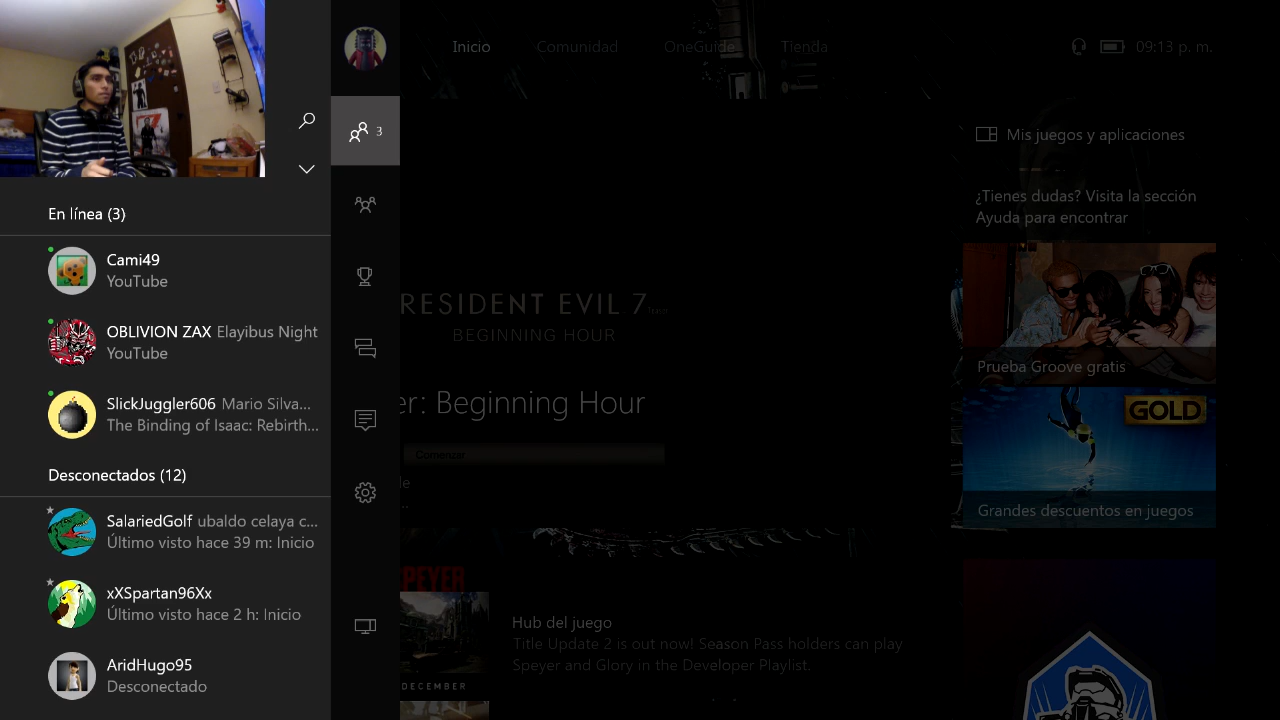 Inicio
Comunidad
OneGuide
Tienda
09:13 p. m.
3
En línea (3)
Cami49
YouTube
OBLIVION ZAX Elayibus Night
YouTube
SlickJuggler606 Mario Silva...
The Binding of Isaac: Rebirth...
Desconectados (12)
SalariedGolf ubaldo celaya c...
Último visto hace 39 m: Inicio
xXSpartan96Xx
Último visto hace 2 h: Inicio
AridHugo95
Desconectado
RESIDENT EVIL 7
BEGINNING HOUR
er: Beginning Hour
Comenzar
de
...
SPEYER
DECEMBER
Hub del juego
Title Update 2 is out now! Season Pass holders can play
Speyer and Glory in the Developer Playlist.
Mis juegos y aplicaciones
¿Tienes dudas? Visita la sección
Ayuda para encontrar
Prueba Groove gratis
GOLD
Grandes descuentos en juegos